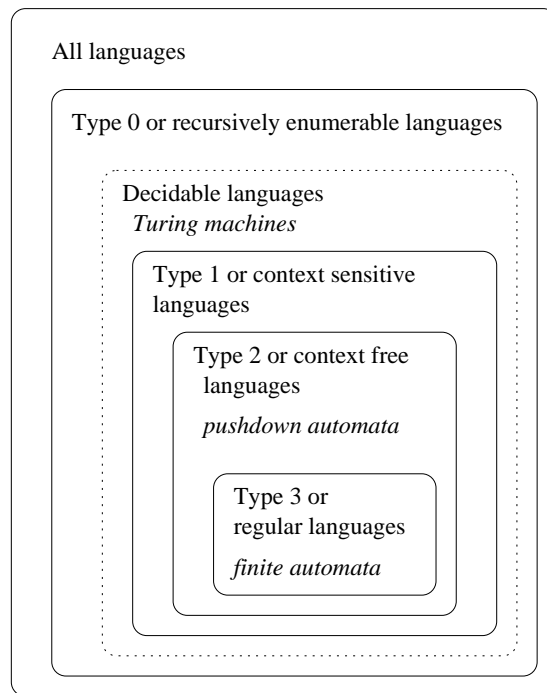 All languages
Type 0 or recursively enumerable languages
Decidable languages
Turing machines
Type 1 or context sensitive
languages
Type 2 or context free
languages
pushdown automata
Type 3 or
regular languages
finite automata